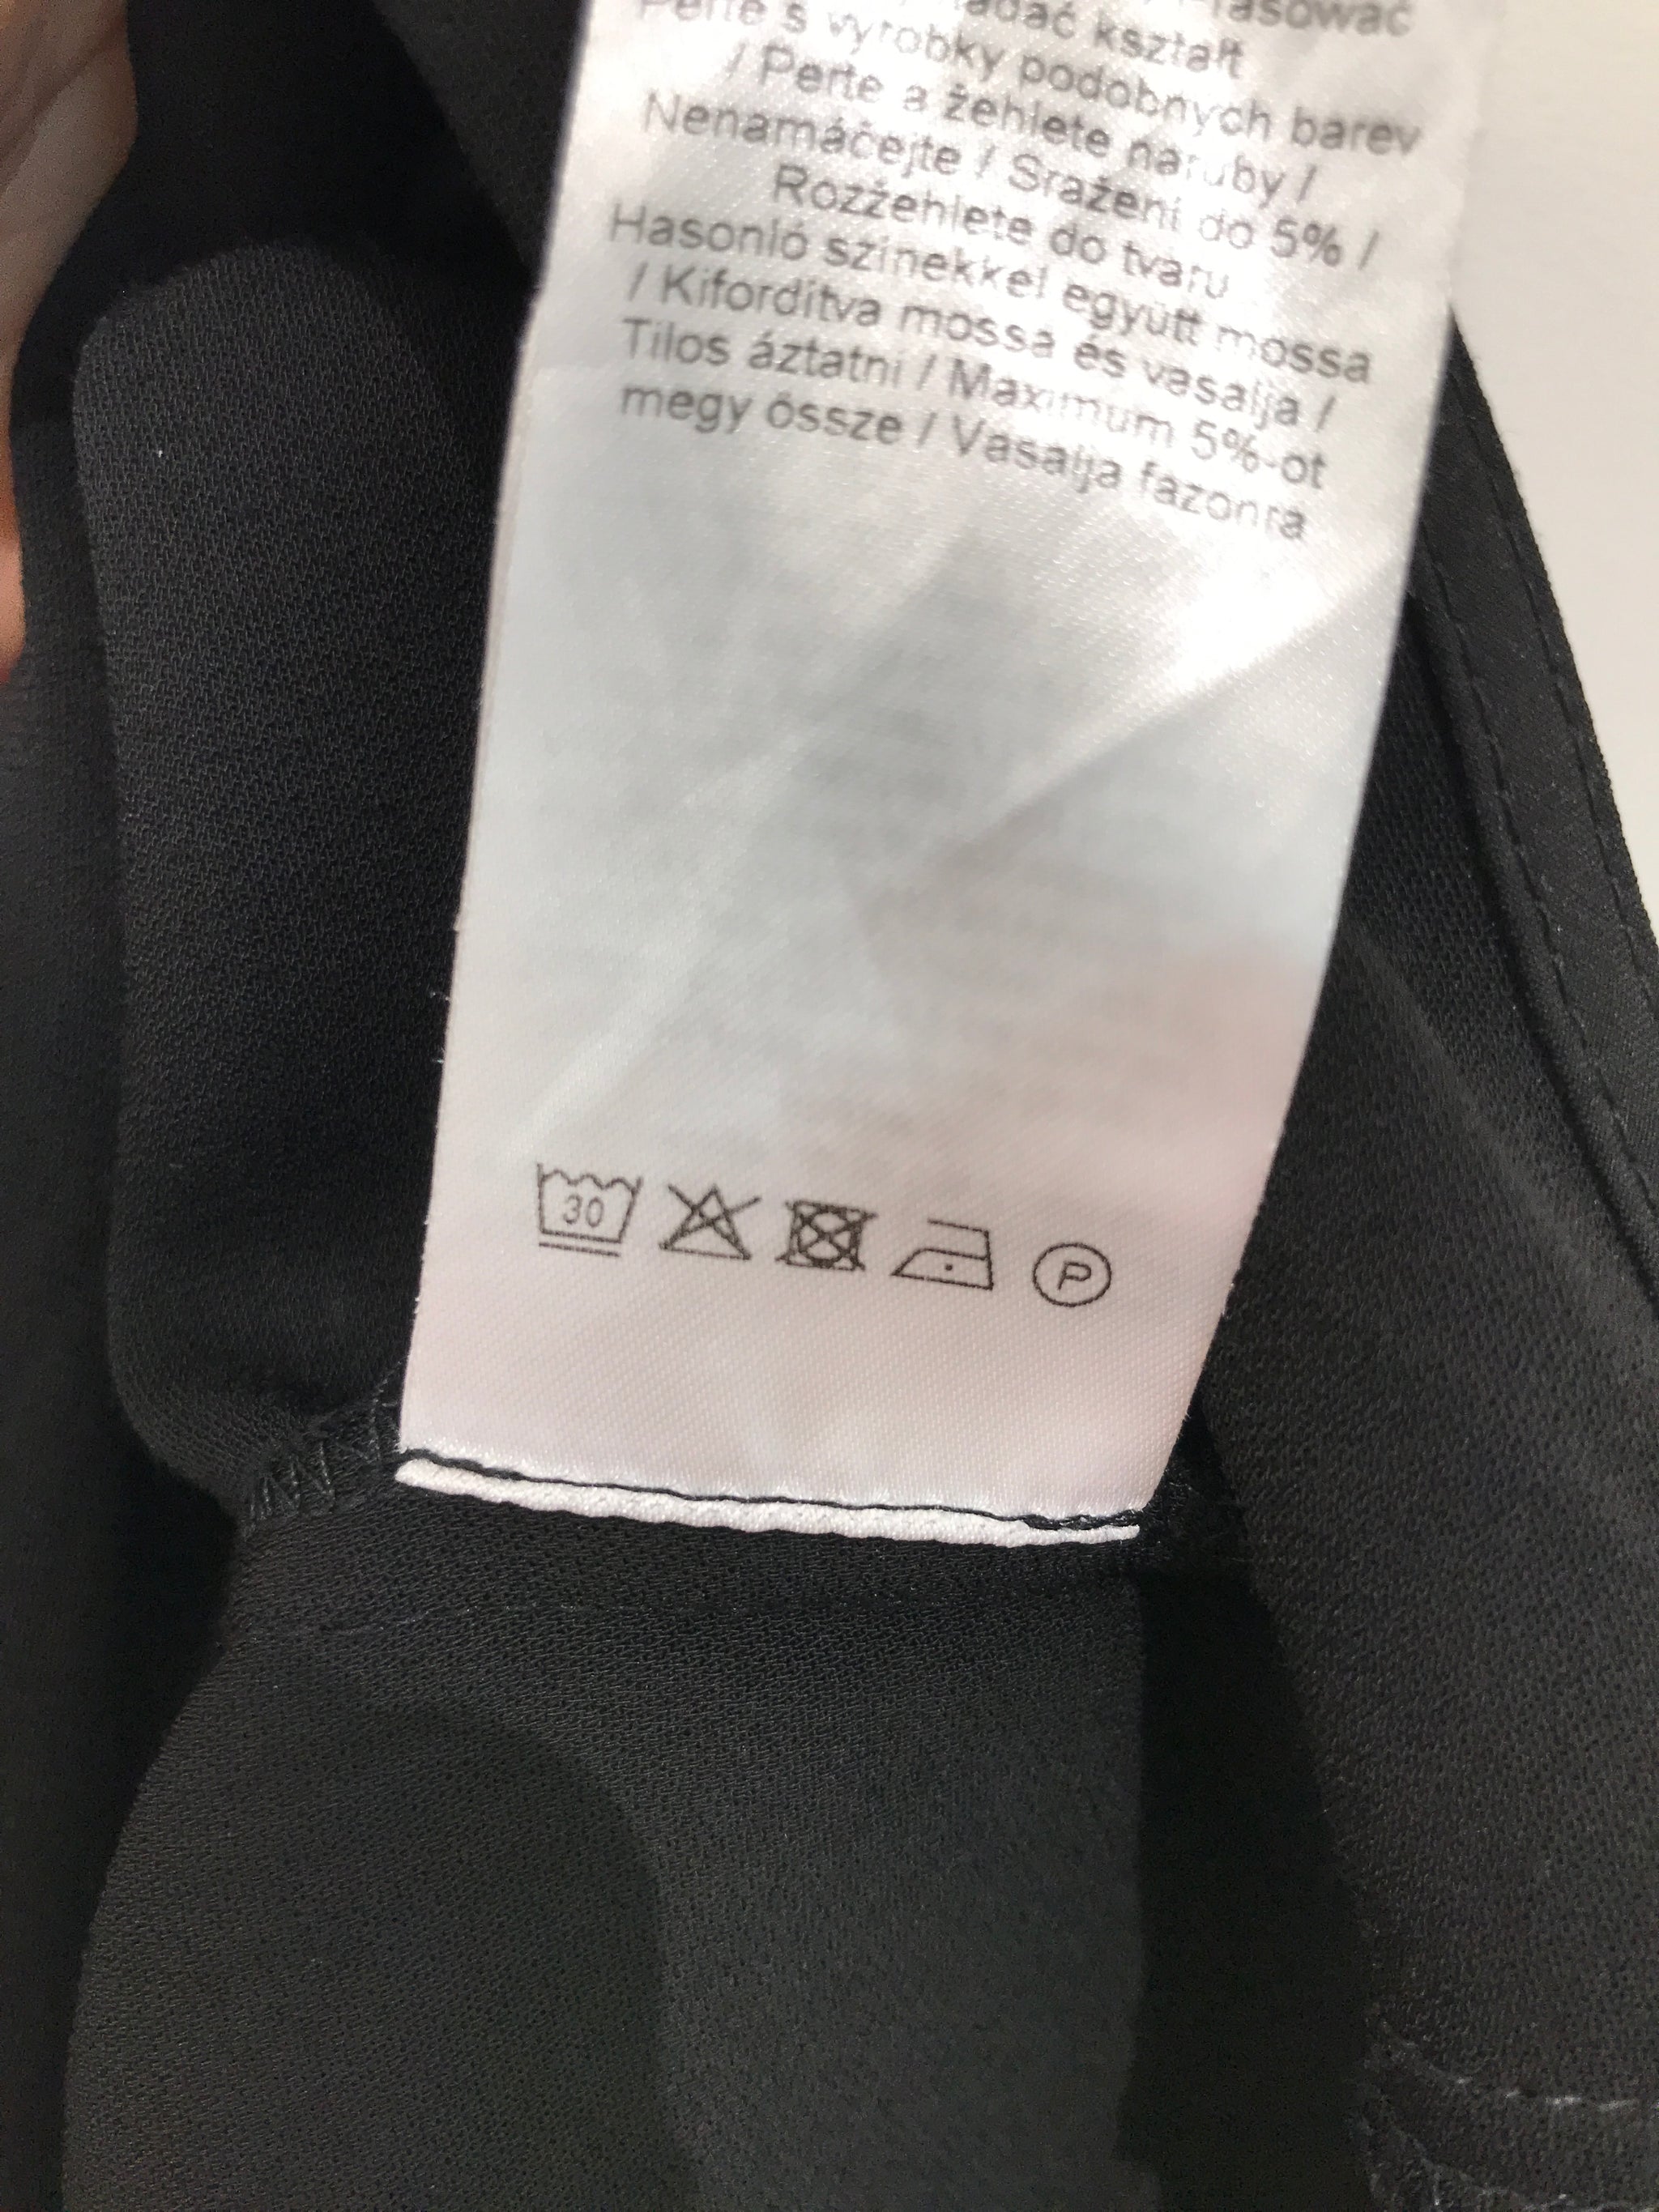 kształt
Perte s výrobky podobných barev
/ Perte a žehlete naruby /
Nenamáčejte / Sražení do 5% /
Rozžehlete do tvaru
Hasonló színekkel együtt mossa
/ Kifordítva mossa és vasalja /
Tilos áztatni / Maximum 5%-ot
megy össze / Vasalja fazonra
30
P